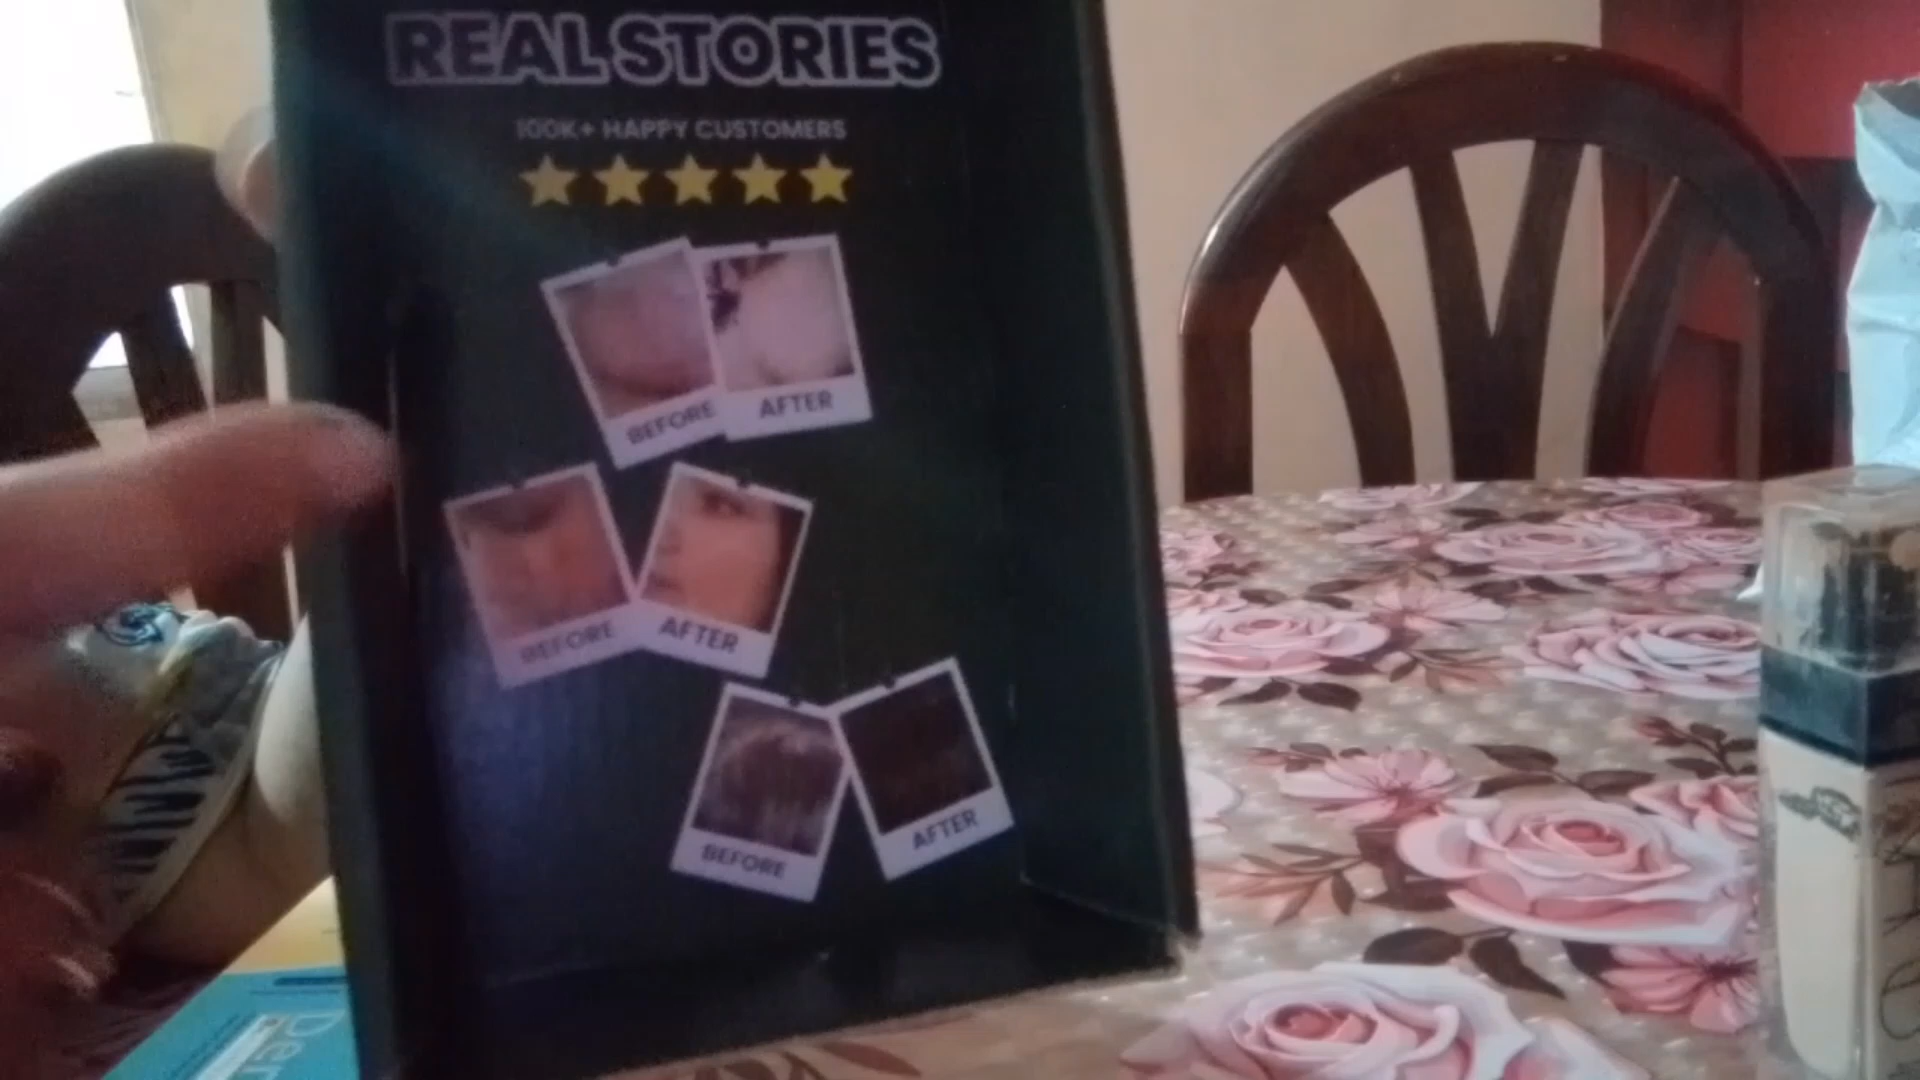 REAL STORIES
100K+ HAPPY CUSTOMERS
BEFORE
AFTER
BEFORE
AFTER
BEFORE
AFTER